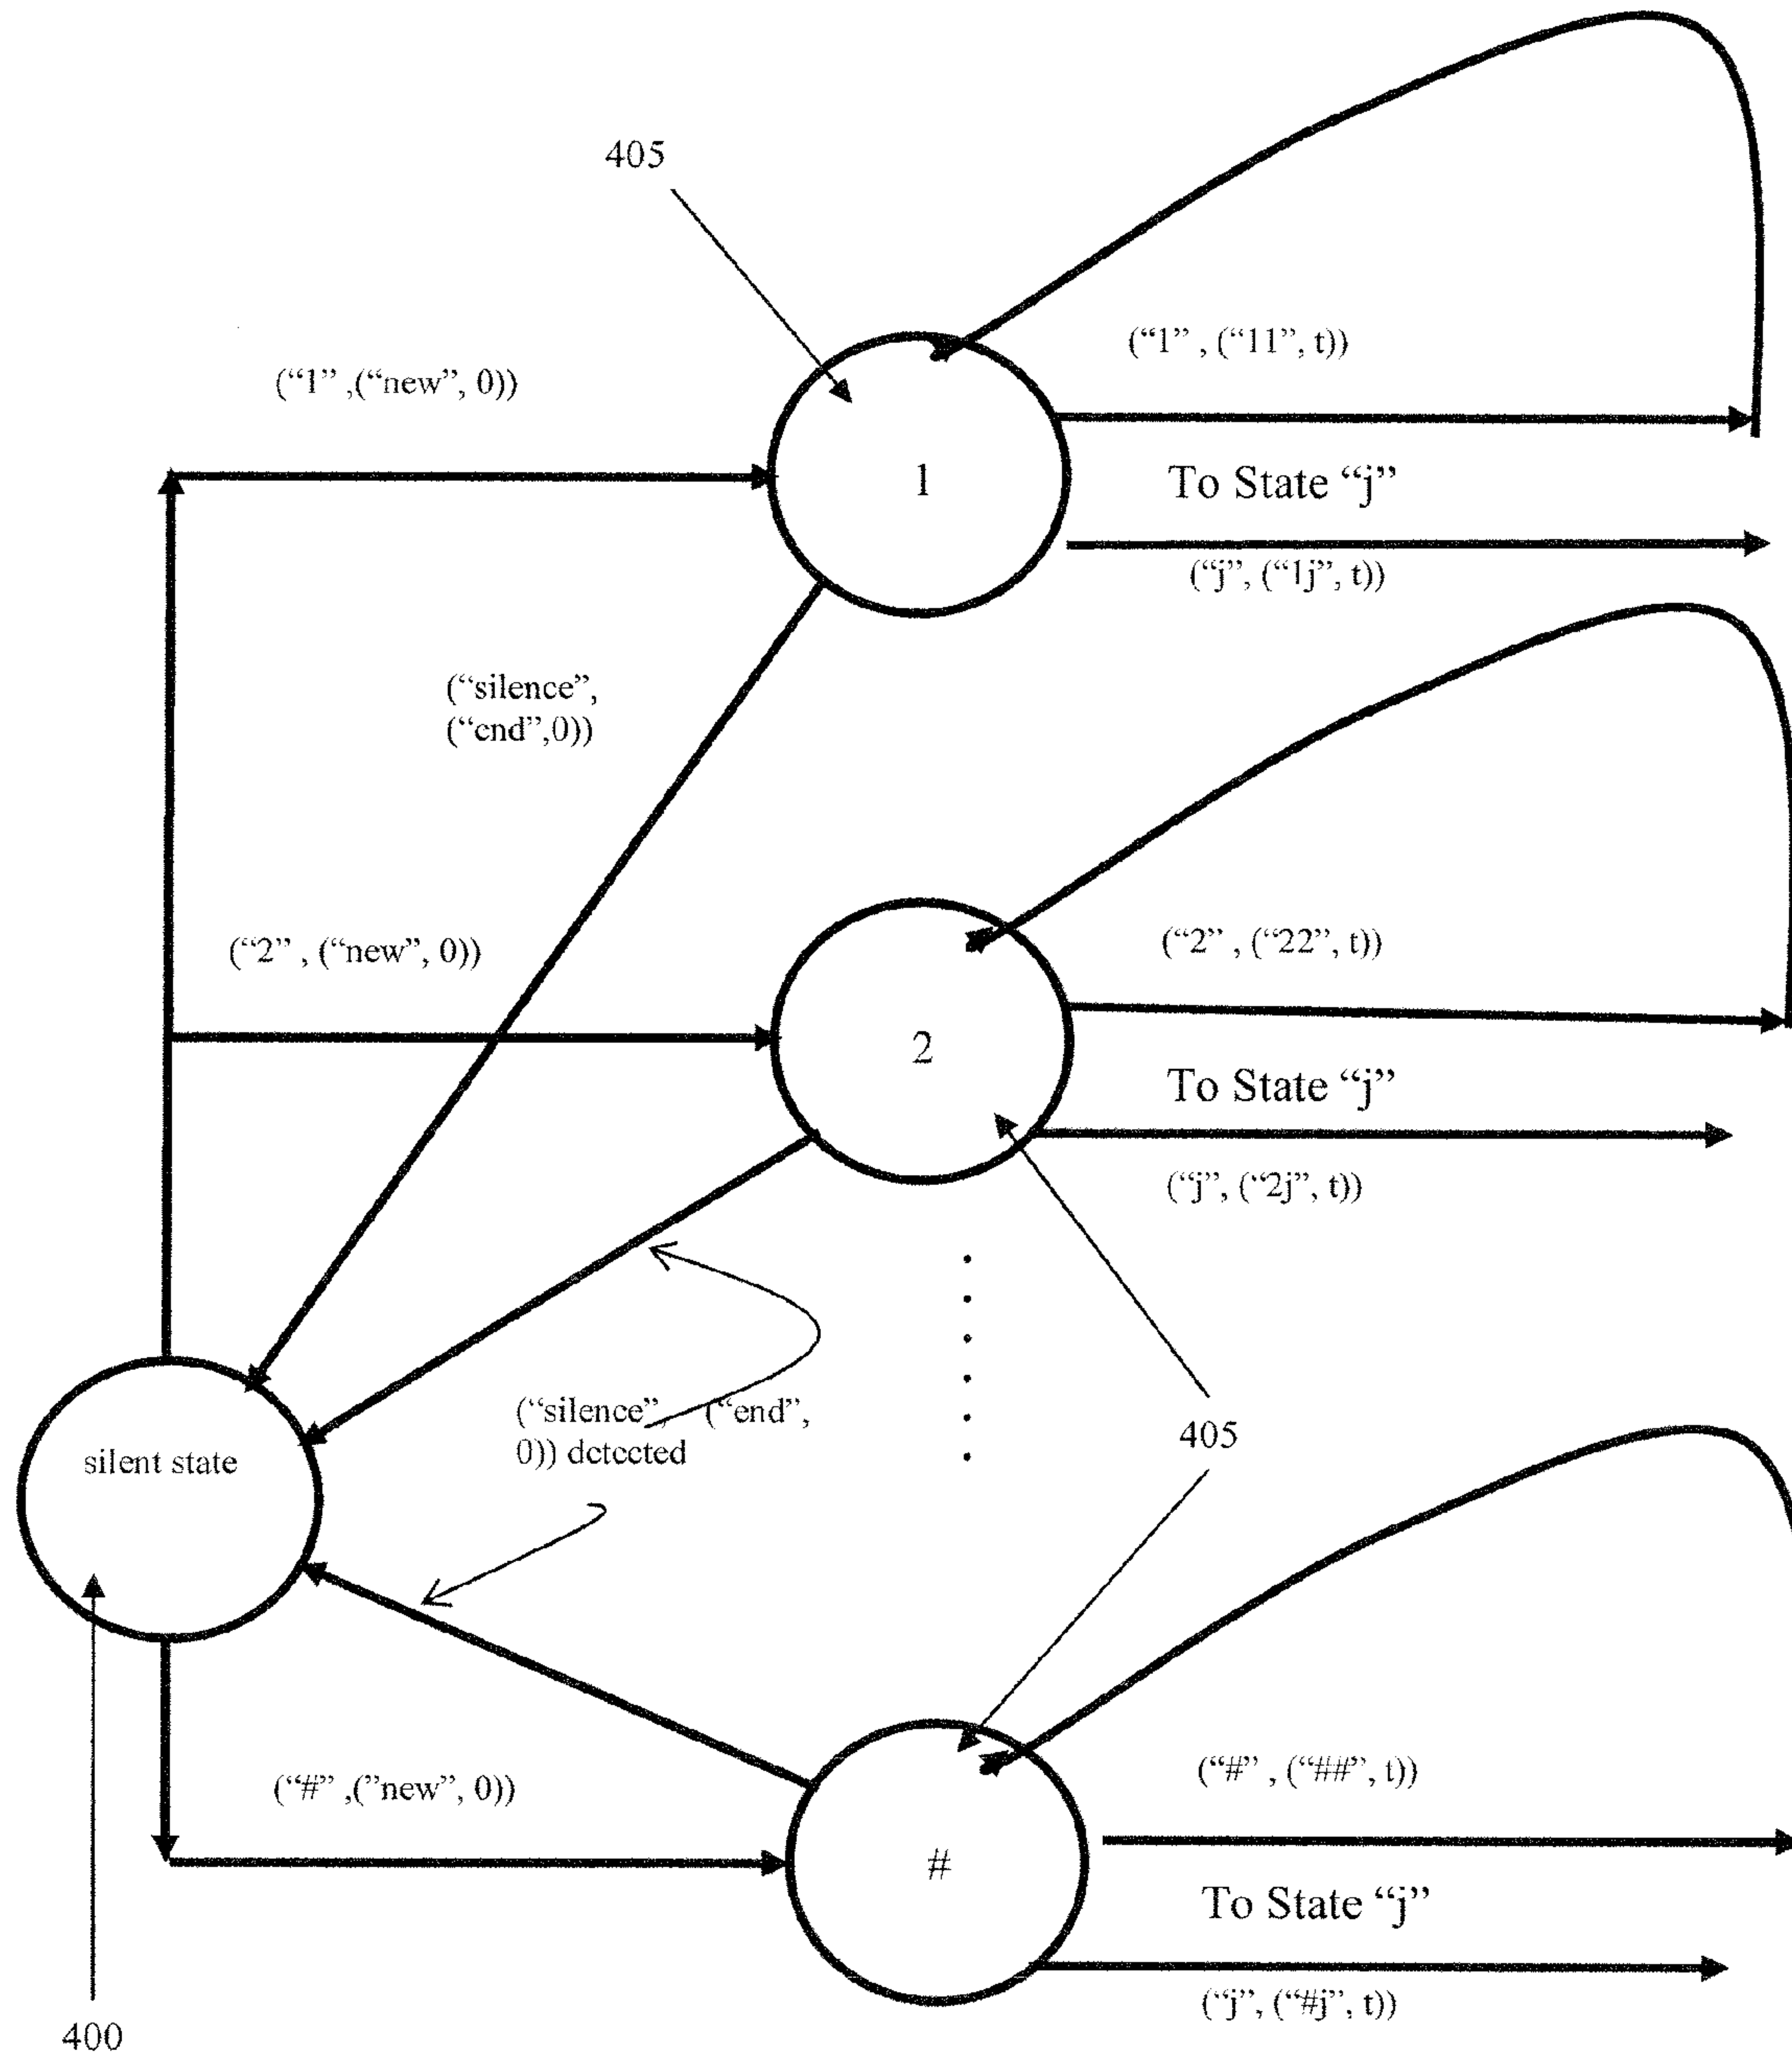 405
(“1” , (“11”, t))
(“1” ,(“new”, 0))
1
To State “j”
(“j”, (“1j”, t))
(“silence”,
(“end”,0))
(“2” , (“new”, 0))
(“2” , (“22”, t))
2
To State “j”
(“j”, (“2j”, t))
(“silence”, (“end”,
0)) detected
405
silent state
(“#” ,(”new”, 0))
(“#” , (“##”, t))
#
To State “j”
(“j”, (“#j”, t))
400